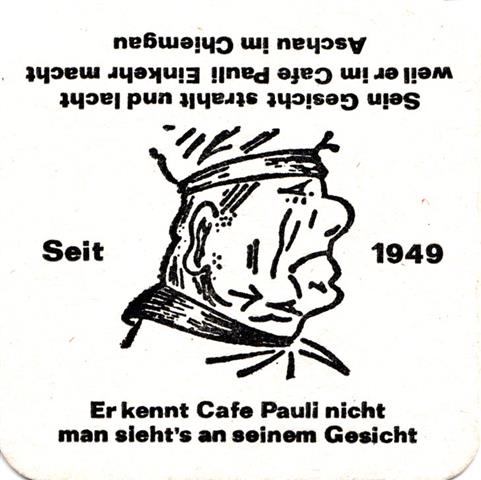 Er kennt Cafe Pauli nicht
man sieht's an seinem Gesicht
Seit 1949
Sein Gesicht strahlt und lacht
weil er im Cafe Pauli Einkehr macht
Aschau im Chiemgau